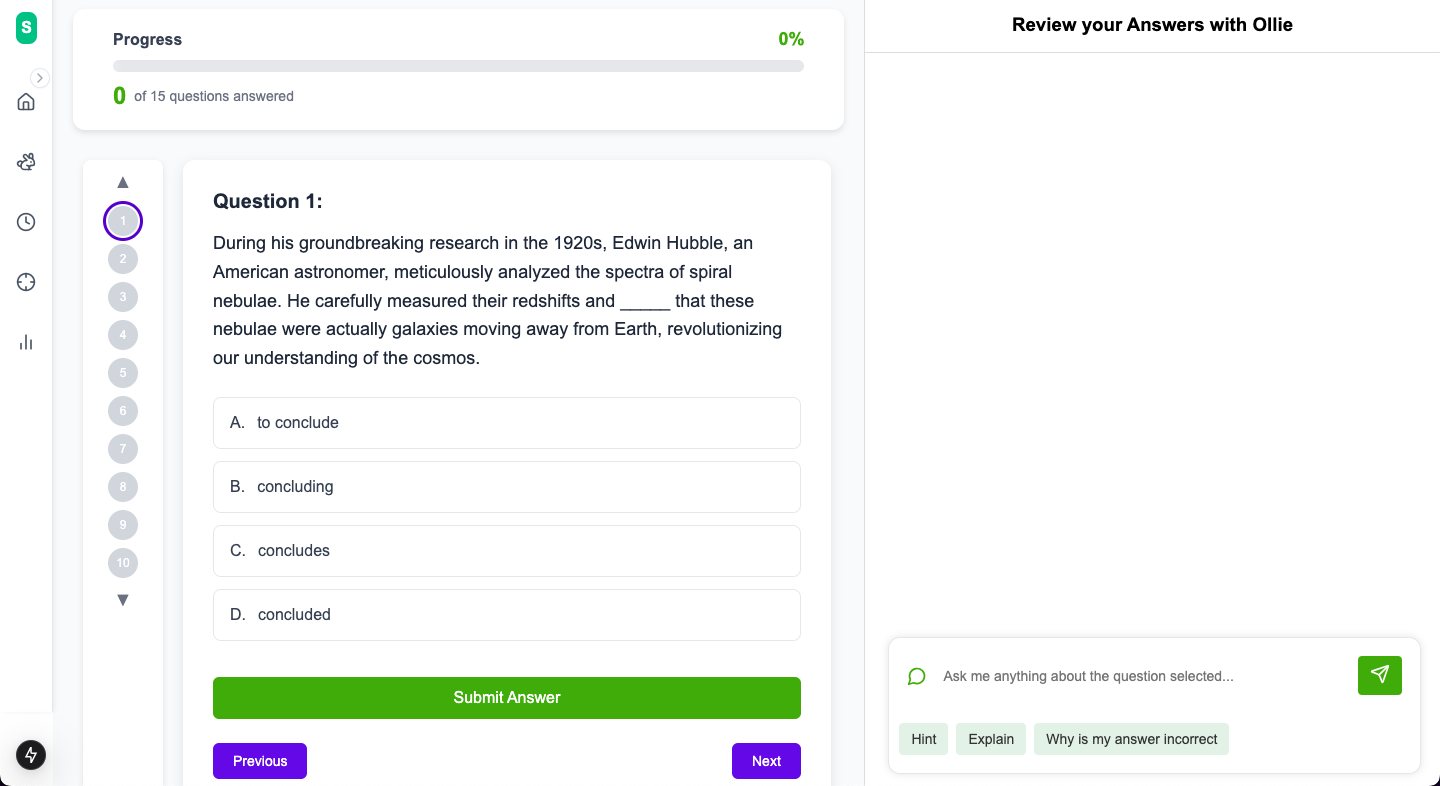 S
Progress
0%
0 of 15 questions answered
▲
1
2
3
4
5
6
7
8
9
10
▼
Question 1:
During his groundbreaking research in the 1920s, Edwin Hubble, an
American astronomer, meticulously analyzed the spectra of spiral
nebulae. He carefully measured their redshifts and _____ that these
nebulae were actually galaxies moving away from Earth, revolutionizing
our understanding of the cosmos.
A. to conclude
B. concluding
C. concludes
D. concluded
Submit Answer
Previous
Next
Review your Answers with Ollie
Ask me anything about the question selected...
Hint
Explain
Why is my answer incorrect